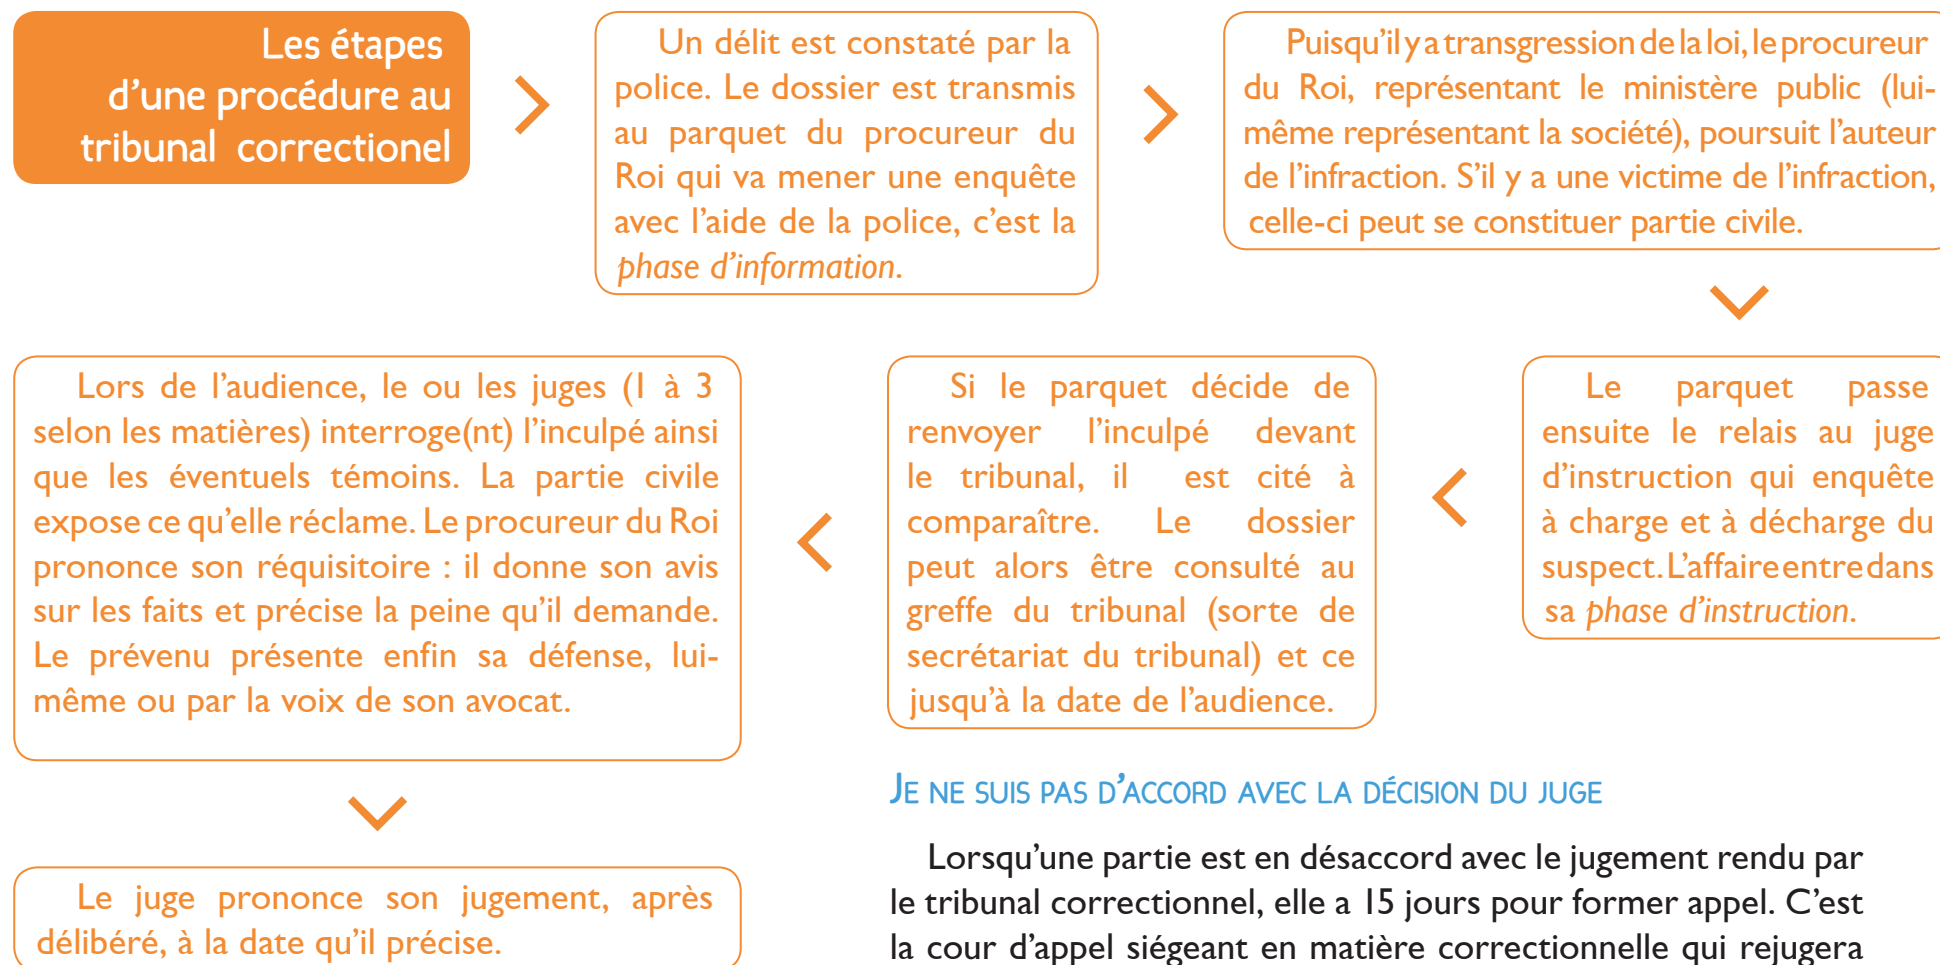 Les étapes
d'une procédure au
tribunal correctionel
Un délit est constaté par la
police. Le dossier est transmis
au parquet du procureur du
Roi qui va mener une enquête
avec l'aide de la police, c'est la
phase d'information.
Puisqu'il y a transgression de la loi, le procureur
du Roi, représentant le ministère public (lui-
même représentant la société), poursuit l'auteur
de l'infraction. S'il y a une victime de l'infraction,
celle-ci peut se constituer partie civile.
Le parquet passe
ensuite le relais au juge
d'instruction qui enquête
à charge et à décharge du
suspect. L'affaire entre dans
sa phase d'instruction.
Si le parquet décide de
renvoyer l'inculpé devant
le tribunal, il est cité à
comparaître. Le dossier
peut alors être consulté au
greffe du tribunal (sorte de
secrétariat du tribunal) et ce
jusqu'à la date de l'audience.
Lors de l'audience, le ou les juges (1 à 3
selon les matières) interroge(nt) l'inculpé ainsi
que les éventuels témoins. La partie civile
expose ce qu'elle réclame. Le procureur du Roi
prononce son réquisitoire : il donne son avis
sur les faits et précise la peine qu'il demande.
Le prévenu présente enfin sa défense, lui-
même ou par la voix de son avocat.
Le juge prononce son jugement, après
délibéré, à la date qu'il précise.
Je ne suis pas d'accord avec la décision du juge
Lorsqu'une partie est en désaccord avec le jugement rendu par
le tribunal correctionnel, elle a 15 jours pour former appel. C'est
la cour d'appel siégeant en matière correctionnelle qui rejugera